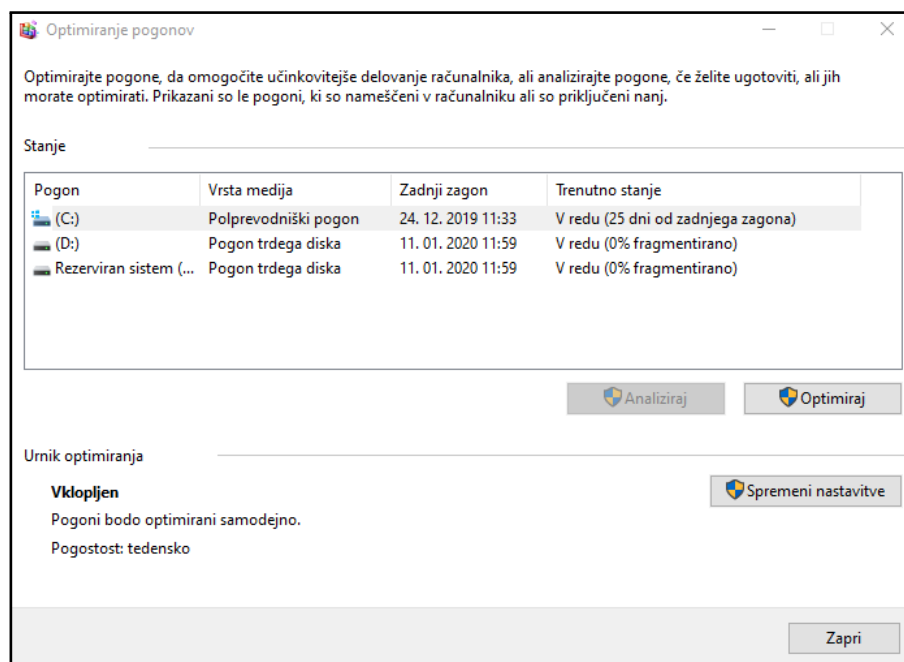 Optimiranje pogonov
Optimirajte pogone, da omogočite učinkovitejše delovanje računalnika, ali analizirajte pogone, če želite ugotoviti, ali jih
morate optimirati. Prikazani so le pogoni, ki so nameščeni v računalniku ali so priključeni nanj.
Stanje
Pogon Vrsta medija Zadnji zagon Trenutno stanje
(C:) Polprevodniški pogon 24. 12. 2019 11:33 V redu (25 dni od zadnjega zagona)
(D:) Pogon trdega diska 11. 01. 2020 11:59 V redu (0% fragmentirano)
Rezerviran sistem (... Pogon trdega diska 11. 01. 2020 11:59 V redu (0% fragmentirano)
Analiziraj Optimiraj
Urnik optimiranja
Vklopljen Spremeni nastavitve
Pogoni bodo optimirani samodejno.
Pogostost: tedensko
Zapri